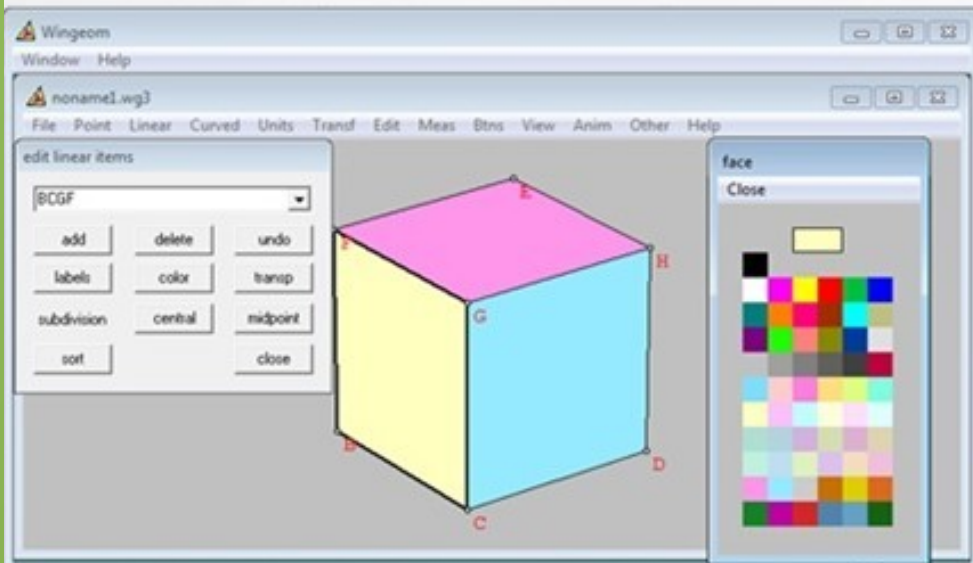 Wingeom
Window Help
noname1.wg3
File Point Linear Curved Units Transf Edit Meas Btns View Anim Other Help
edit linear items
BCGF
add delete undo
labels color transp
subdivision central midpoint
sort close
face
Close
E
F
H
G
B
D
C